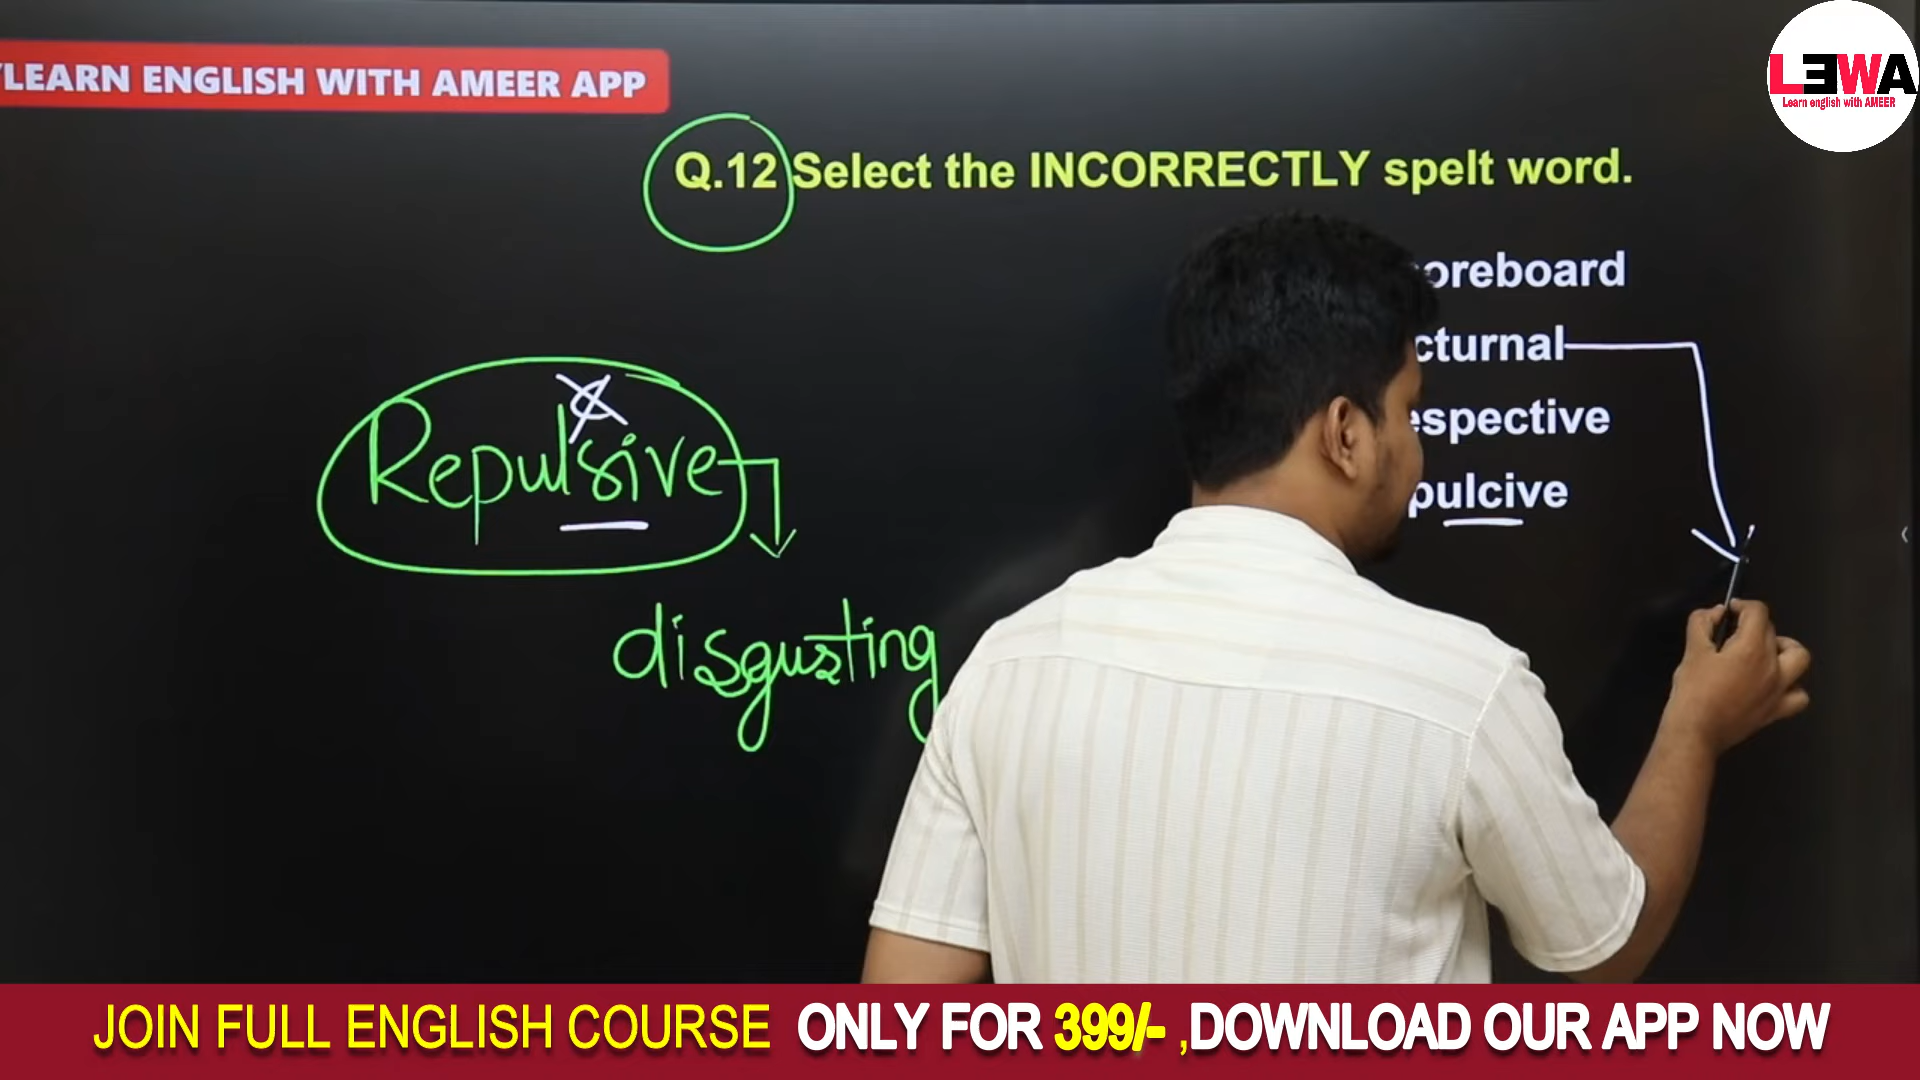 LEARN ENGLISH WITH AMEER APP
LEWA
Learn english with AMEER
Q.12 Select the INCORRECTLY spelt word.
oreboard
cturnal
espective
pulcive
Repulsive
disgusting
JOIN FULL ENGLISH COURSE ONLY FOR 399/- ,DOWNLOAD OUR APP NOW